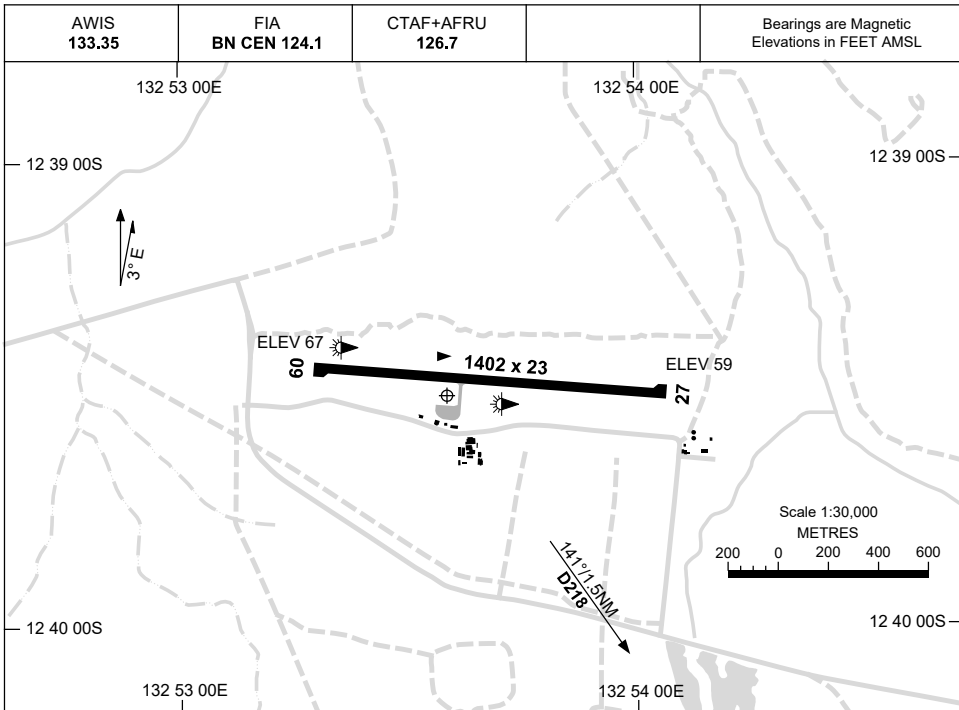 AWIS
133.35
FIA
BN CEN 124.1
CTAF+AFRU
126.7
Bearings are Magnetic
Elevations in FEET AMSL
132 53 00E
132 54 00E
12 39 00S
12 39 00S
3° E
ELEV 67
09
1402 x 23
ELEV 59
27
Scale 1:30,000
METRES
200 0 200 400 600
141°/1.5NM
D218
12 40 00S
12 40 00S
132 53 00E
132 54 00E